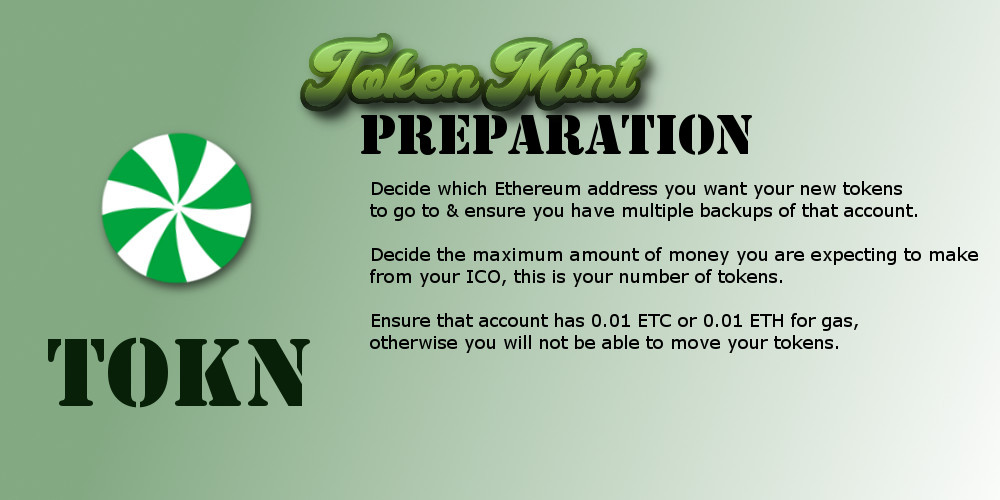 Token Mint
PREPARATION
Decide which Ethereum address you want your new tokens
to go to & ensure you have multiple backups of that account.
Decide the maximum amount of money you are expecting to make
from your ICO, this is your number of tokens.
Ensure that account has 0.01 ETC or 0.01 ETH for gas,
otherwise you will not be able to move your tokens.
TOKN